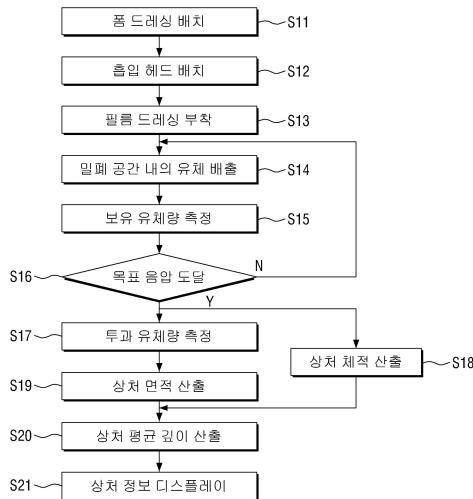 폼 드레싱 배치 S11
흡입 헤드 배치 S12
필름 드레싱 부착 S13
밀폐 공간 내의 유체 배출 S14
보유 유체량 측정 S15
S16 목표 음압 도달 N
Y
S17 투과 유체량 측정
상처 체적 산출 S18
S19 상처 면적 산출
S20 상처 평균 깊이 산출
S21 상처 정보 디스플레이